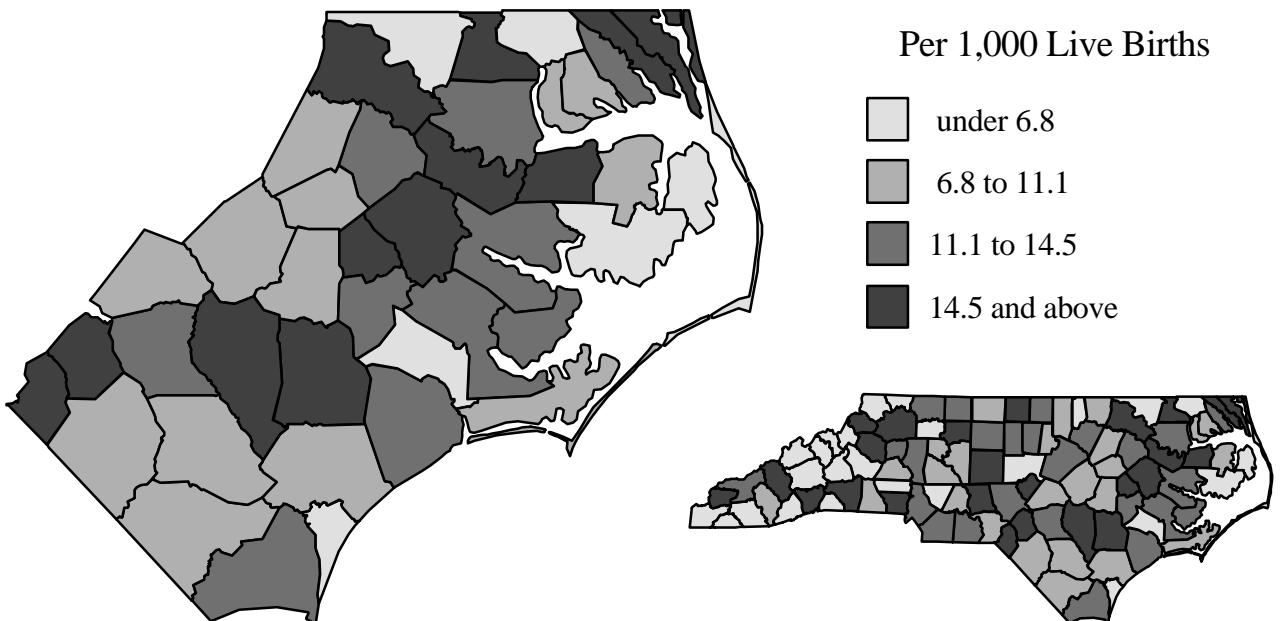 Per 1,000 Live Births
under 6.8
6.8 to 11.1
11.1 to 14.5
14.5 and above